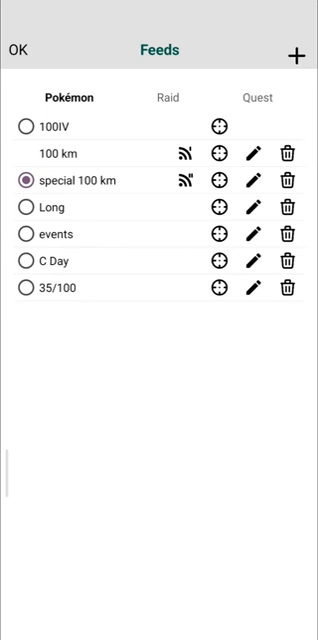 OK Feeds +
Pokémon Raid Quest
100IV
100 km
special 100 km
Long
events
C Day
35/100